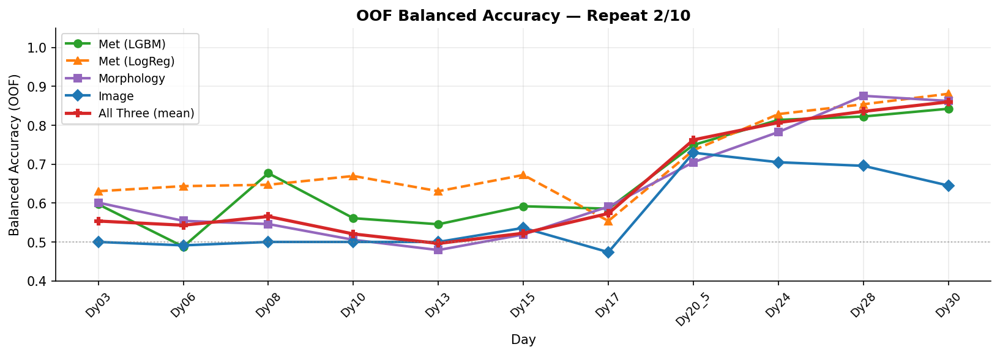 OOF Balanced Accuracy — Repeat 2/10
Met (LGBM)
Met (LogReg)
Morphology
Image
All Three (mean)
Balanced Accuracy (OOF)
1.0
0.9
0.8
0.7
0.6
0.5
0.4
Dy03
Dy06
Dy08
Dy10
Dy13
Dy15
Dy17
Dy20_5
Dy24
Dy28
Dy30
Day